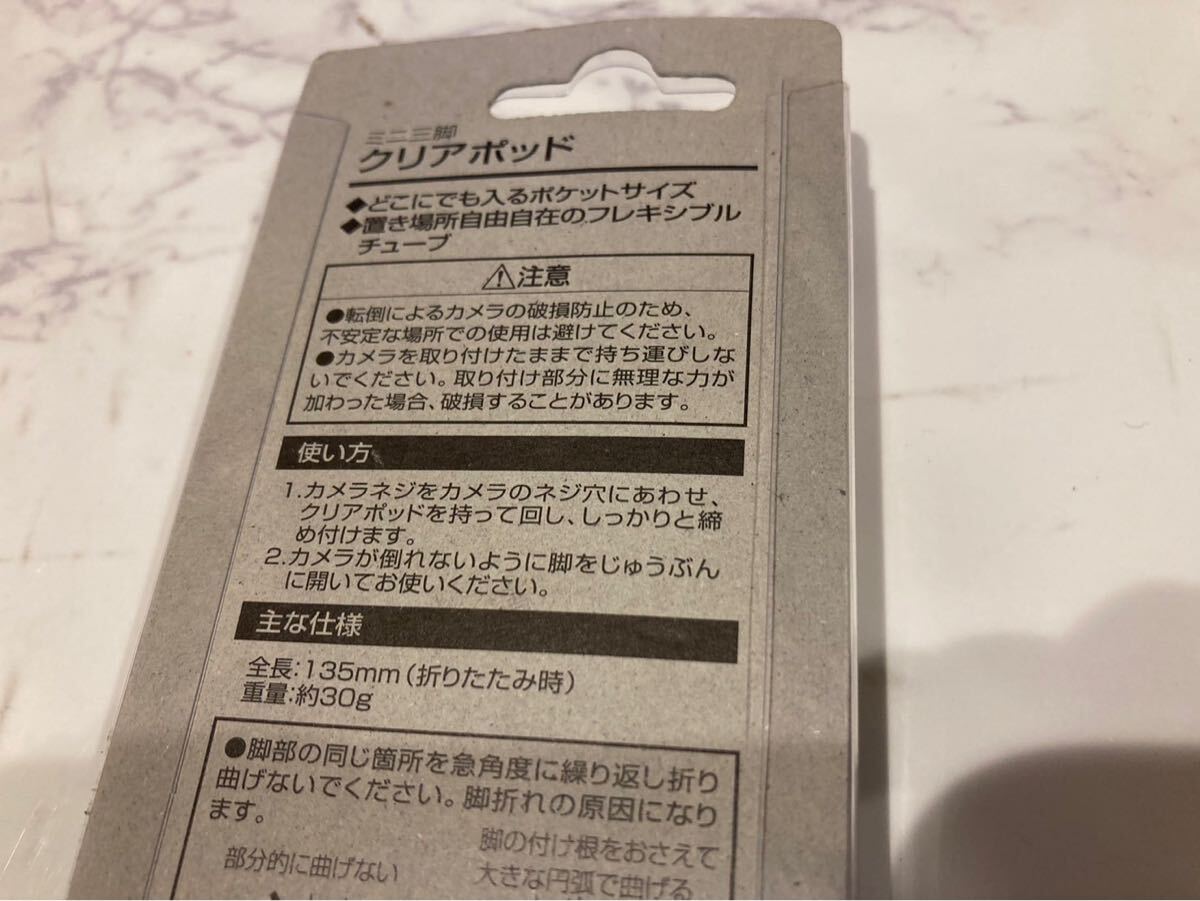 ミニ三脚
クリアポッド
◆どこにでも入るポケットサイズ
◆置き場所自由自在のフレキシブル
チューブ
⚠注意
●転倒によるカメラの破損防止のため、
不安定な場所での使用は避けてください。
●カメラを取り付けたままで持ち運びしな
いでください。取り付け部分に無理な力が
加わった場合、破損することがあります。
使い方
1.カメラネジをカメラのネジ穴にあわせ、
クリアポッドを持って回し、しっかりと締
め付けます。
2.カメラが倒れないように脚をじゅうぶん
に開いてお使いください。
主な仕様
全長:135mm(折りたたみ時)
重量:約30g
●脚部の同じ箇所を急角度に繰り返し折り
曲げないでください。脚折れの原因になり
ます。
部分的に曲げない
脚の付け根をおさえて
大きな円弧で曲げる